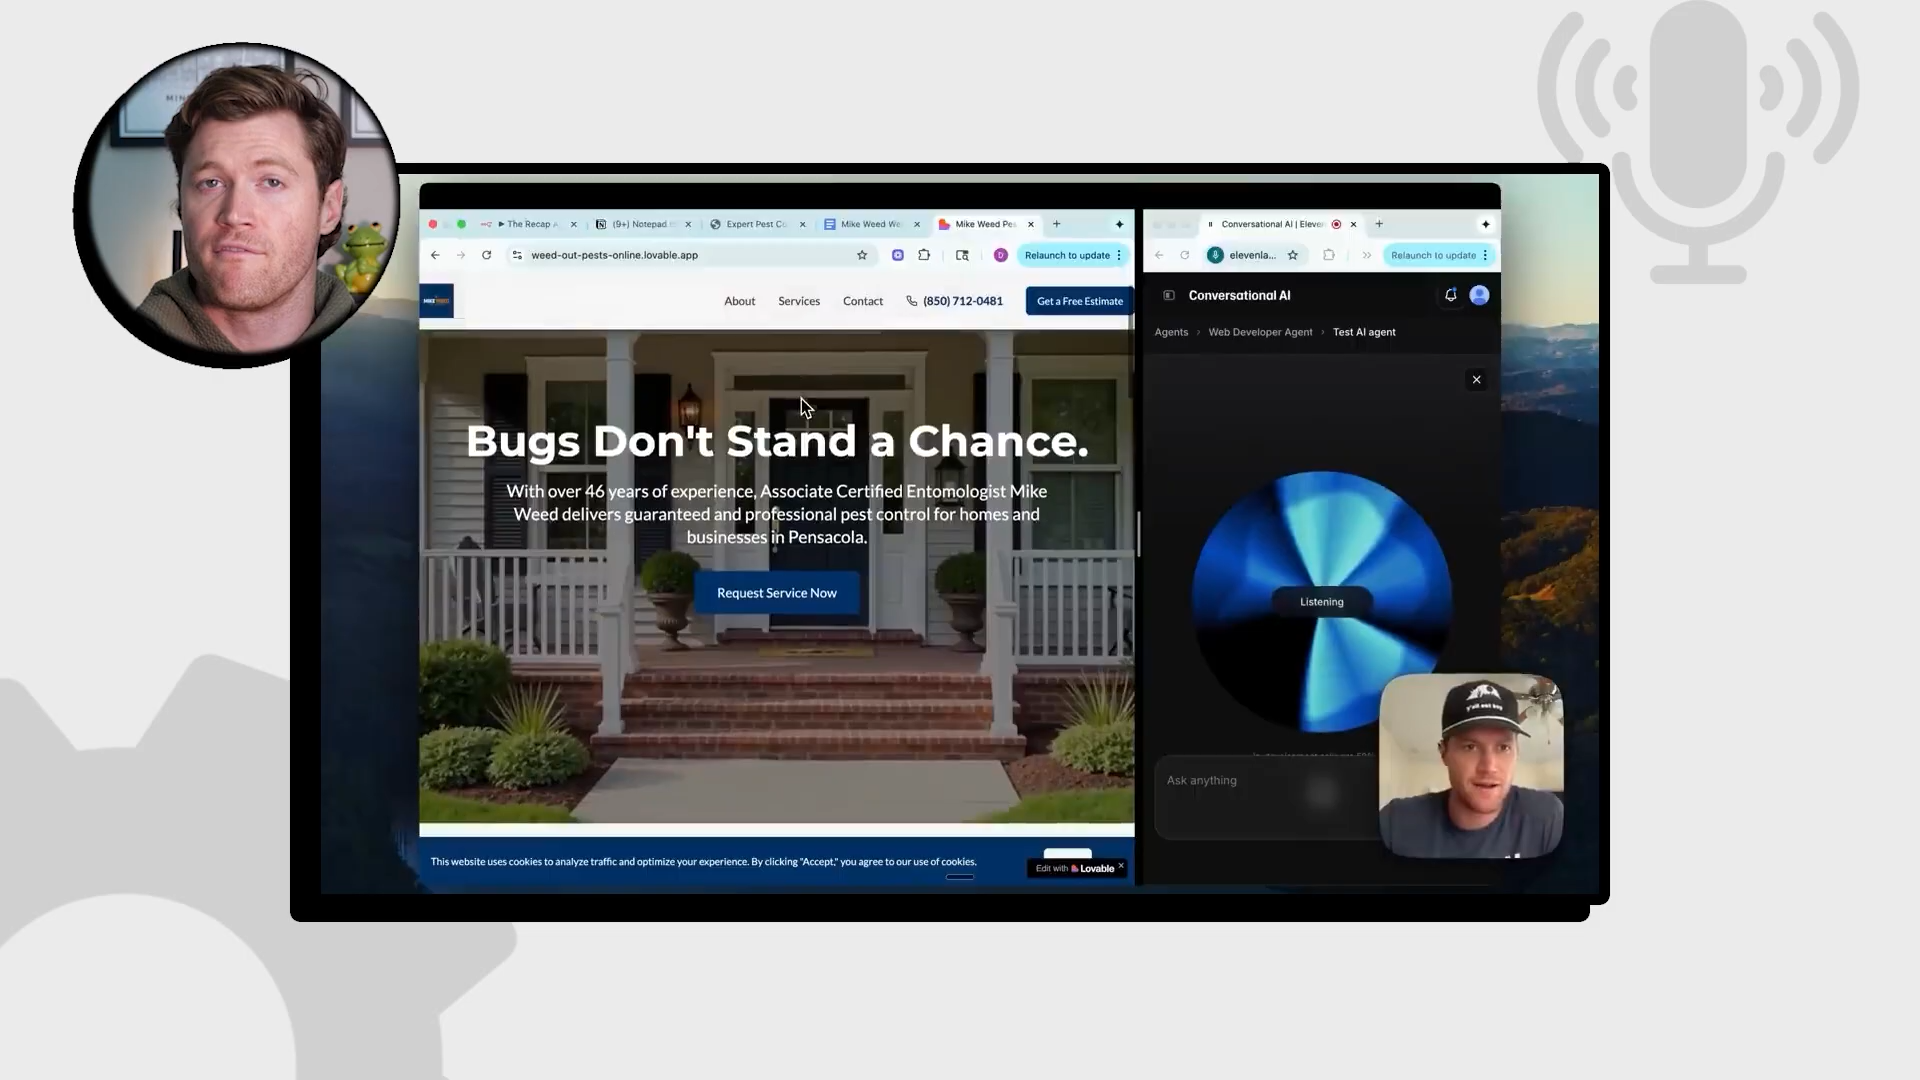 The Recap
(9+) Notepad
Expert Pest Co
Mike Weed We
Mike Weed Pes
weed-out-pests-online.lovable.app
Relaunch to update
About
Services
Contact
(850) 712-0481
Get a Free Estimate
Bugs Don't Stand a Chance.
With over 46 years of experience, Associate Certified Entomologist Mike
Weed delivers guaranteed and professional pest control for homes and
businesses in Pensacola.
Request Service Now
This website uses cookies to analyze traffic and optimize your experience. By clicking "Accept," you agree to our use of cookies.
Edit with Lovable
Conversational AI | Eleven
elevenla...
Relaunch to update
Conversational AI
Agents > Web Developer Agent > Test AI agent
Listening
Ask anything
y'all eat boy